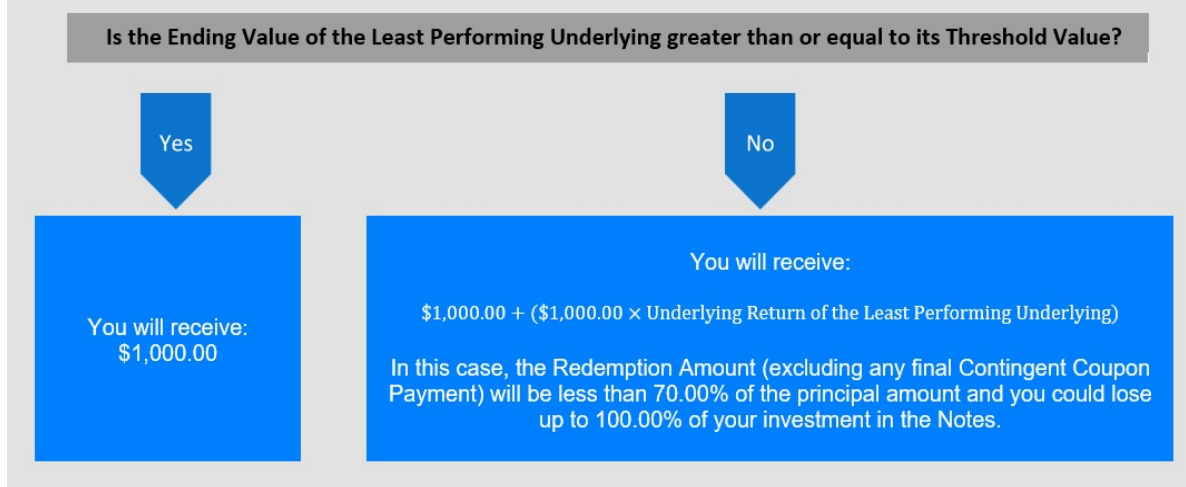 Is the Ending Value of the Least Performing Underlying greater than or equal to its Threshold Value?
Yes
No
You will receive:
$1,000.00
You will receive:
$1,000.00 + ($1,000.00 × Underlying Return of the Least Performing Underlying)
In this case, the Redemption Amount (excluding any final Contingent Coupon
Payment) will be less than 70.00% of the principal amount and you could lose
up to 100.00% of your investment in the Notes.